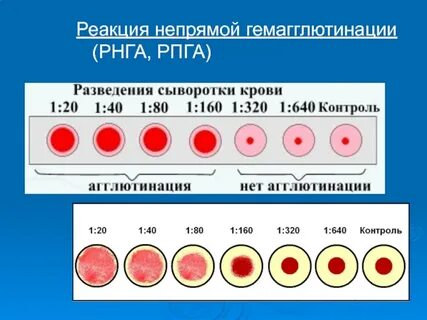 Реакция непрямой гемагглютинации
(РНГА, РПГА)
Разведения сыворотки крови
1:20 1:40 1:80 1:160 1:320 1:640 Контроль
агглютинация нет агглютинации
1:20 1:40 1:80 1:160 1:320 1:640 Контроль